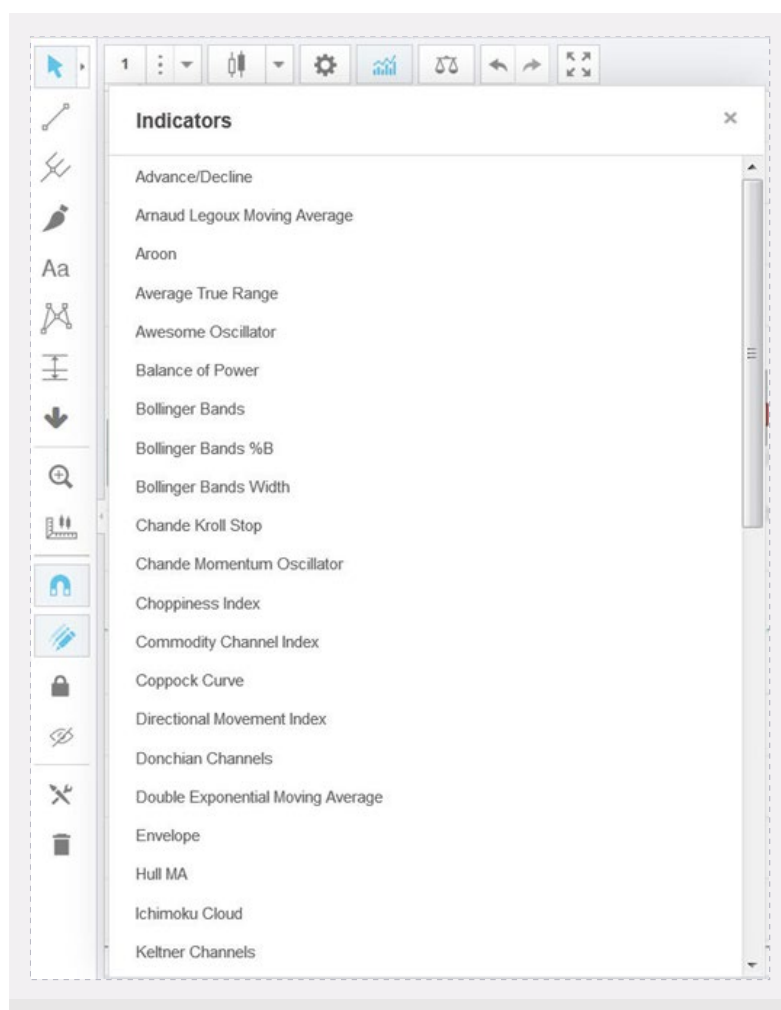 1
Indicators
Advance/Decline
Arnaud Legoux Moving Average
Aroon
Average True Range
Aa
Awesome Oscillator
Balance of Power
Bollinger Bands
Bollinger Bands %B
Bollinger Bands Width
Chande Kroll Stop
Chande Momentum Oscillator
Choppiness Index
Commodity Channel Index
Coppock Curve
Directional Movement Index
Donchian Channels
Double Exponential Moving Average
Envelope
Hull MA
Ichimoku Cloud
Keltner Channels